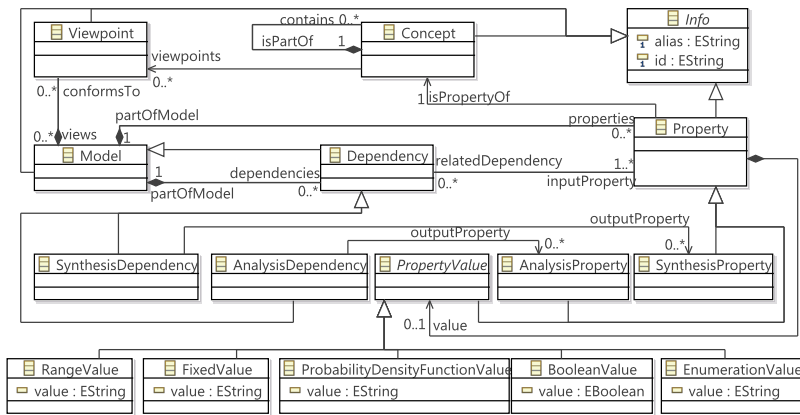 contains 0..*
Info
Viewpoint
isPartOf 1
Concept
alias : EString
viewpoints
id : EString
0..*
0..* conformsTo
1 isPropertyOf
partOfModel
properties
0..* views 1
0..*
Property
Model
Dependency
relatedDependency
1..*
1
dependencies
0..*
inputProperty
partOfModel
0..*
outputProperty
outputProperty
0..*
0..*
SynthesisDependency
AnalysisDependency
PropertyValue
AnalysisProperty
SynthesisProperty
0..1 value
RangeValue
FixedValue
ProbabilityDensityFunctionValue
BooleanValue
EnumerationValue
value : EString
value : EString
value : EString
value : EBoolean
value : EString